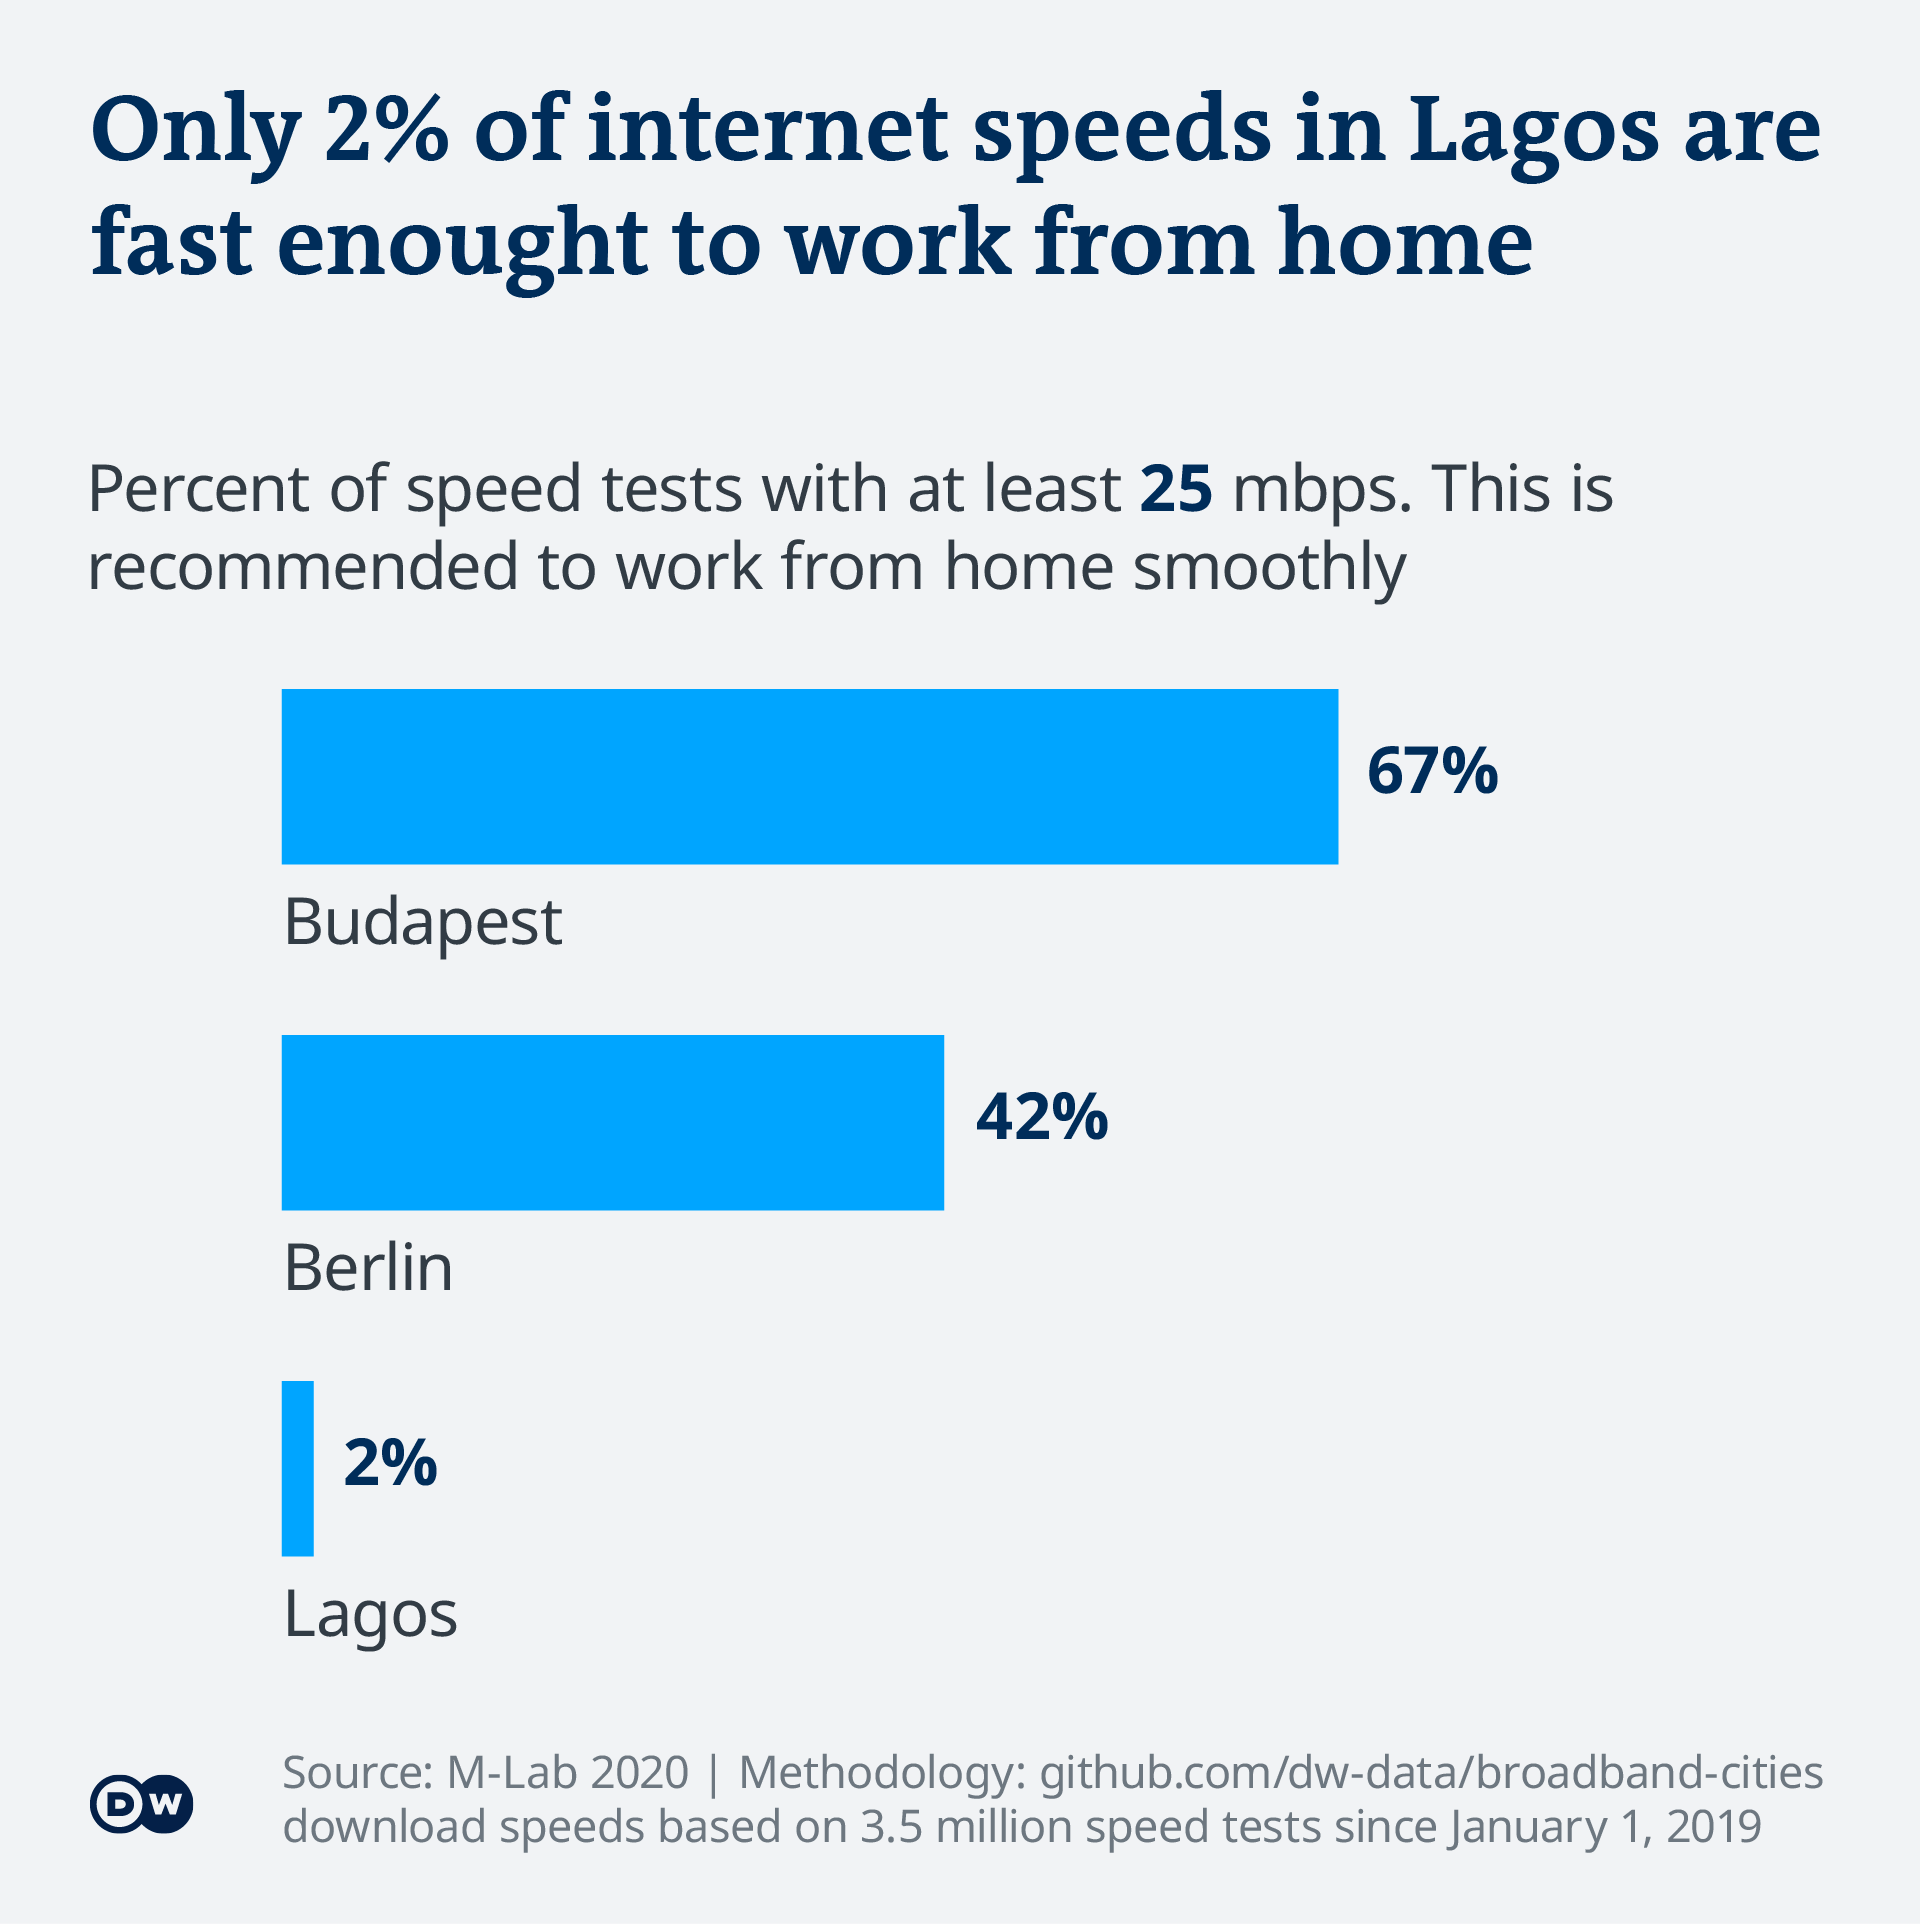 Only 2% of internet speeds in Lagos are
fast enought to work from home
Percent of speed tests with at least 25 mbps. This is
recommended to work from home smoothly
67%
Budapest
42%
Berlin
2%
Lagos
DW
Source: M-Lab 2020 | Methodology: github.com/dw-data/broadband-cities
download speeds based on 3.5 million speed tests since January 1, 2019